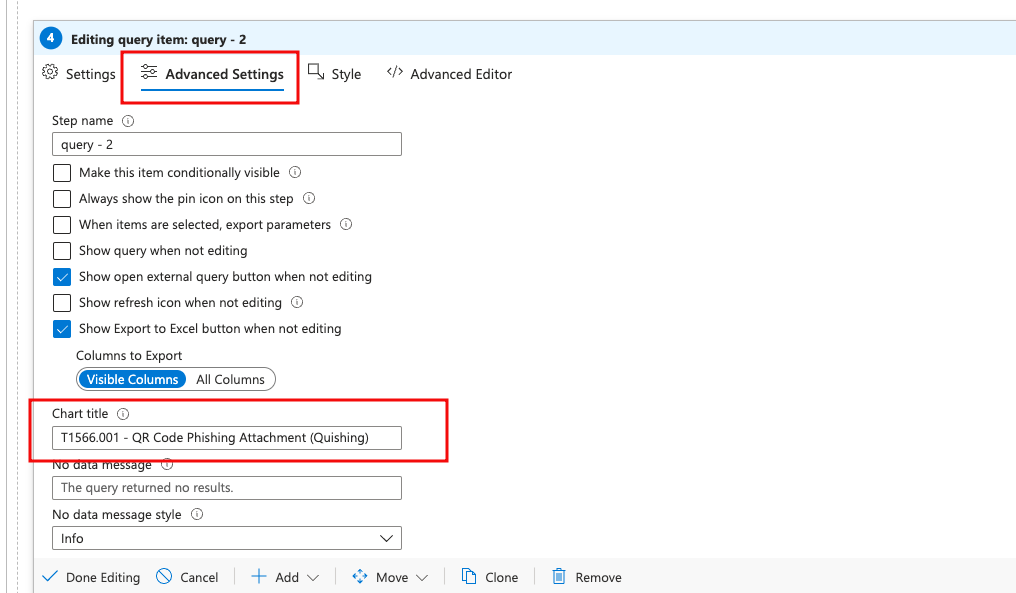 4 Editing query item: query - 2
Settings Advanced Settings Style </> Advanced Editor
Step name
query - 2
Make this item conditionally visible
Always show the pin icon on this step
When items are selected, export parameters
Show query when not editing
Show open external query button when not editing
Show refresh icon when not editing
Show Export to Excel button when not editing
Columns to Export
Visible Columns All Columns
Chart title
T1566.001 - QR Code Phishing Attachment (Quishing)
No data message
The query returned no results.
No data message style
Info
Done Editing Cancel Add Move Clone Remove